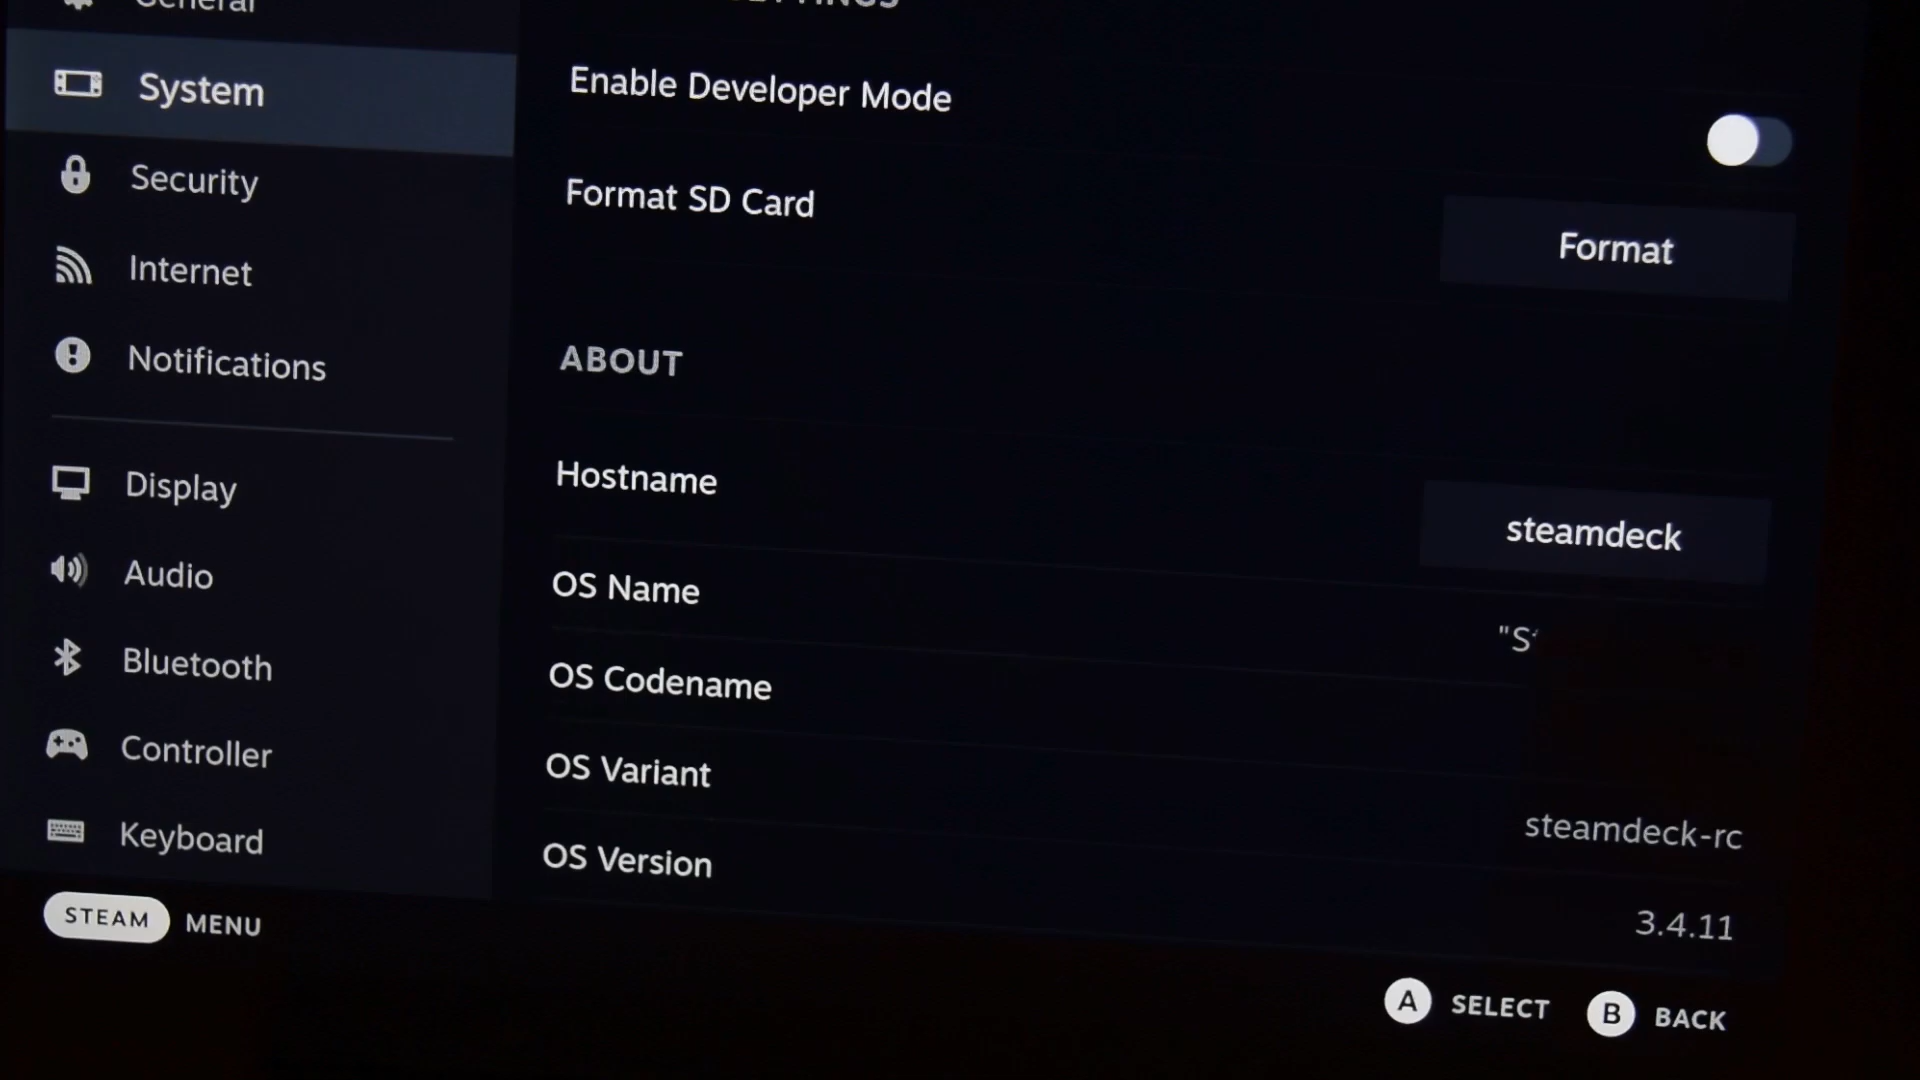 General
System
Security
Internet
Notifications
Display
Audio
Bluetooth
Controller
Keyboard
STEAM MENU
Enable Developer Mode
Format SD Card
Format
ABOUT
Hostname
steamdeck
OS Name
"S
OS Codename
OS Variant
steamdeck-rc
OS Version
3.4.11
A SELECT B BACK